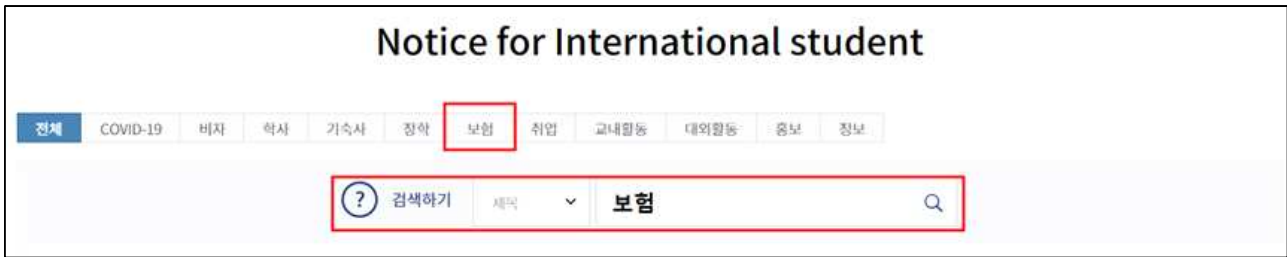 Notice for International student
전체 COVID-19 비자 학사 기숙사 장학 보험 취업 교내활동 대외활동 홍보 정보
? 검색하기 제목 보험